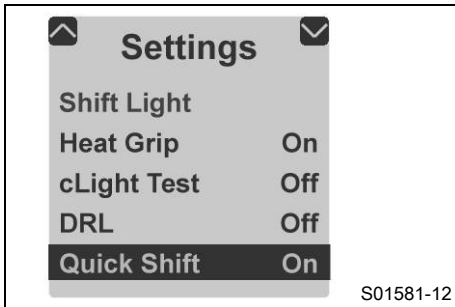 Settings
Shift Light
Heat Grip On
cLight Test Off
DRL Off
Quick Shift On
S01581-12